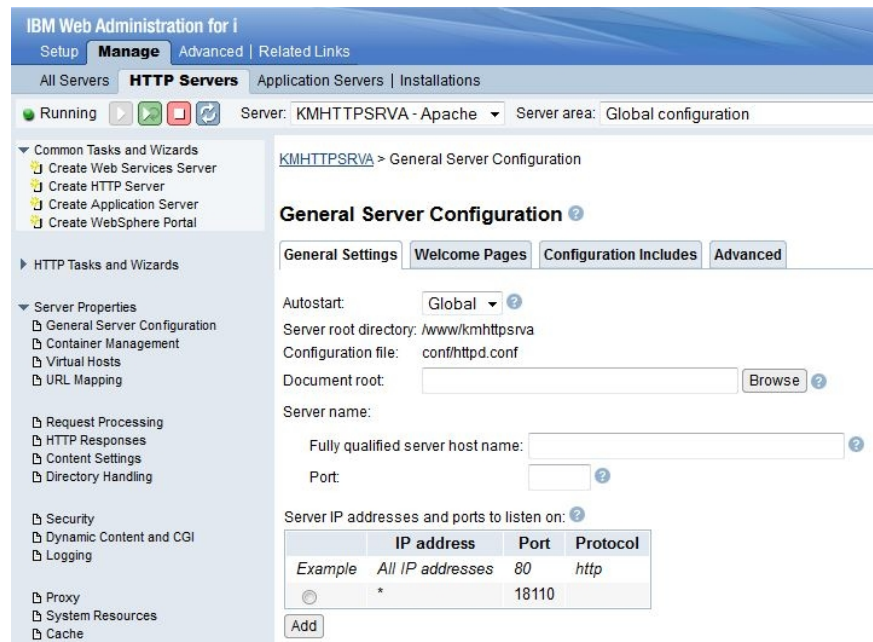 IBM Web Administration for i
Setup Manage Advanced | Related Links
All Servers HTTP Servers Application Servers | Installations
Running Server: KMHTTPSRVA - Apache Server area: Global configuration
Common Tasks and Wizards
Create Web Services Server
Create HTTP Server
Create Application Server
Create WebSphere Portal
HTTP Tasks and Wizards
Server Properties
General Server Configuration
Container Management
Virtual Hosts
URL Mapping
Request Processing
HTTP Responses
Content Settings
Directory Handling
Security
Dynamic Content and CGI
Logging
Proxy
System Resources
Cache
KMHTTPSRVA > General Server Configuration
General Server Configuration ?
General Settings Welcome Pages Configuration Includes Advanced
Autostart: Global ?
Server root directory: /www/kmhttpsrva
Configuration file: conf/httpd.conf
Document root: Browse ?
Server name:
Fully qualified server host name: ?
Port: ?
Server IP addresses and ports to listen on: ?
IP address Port Protocol
Example All IP addresses 80 http
* 18110
Add